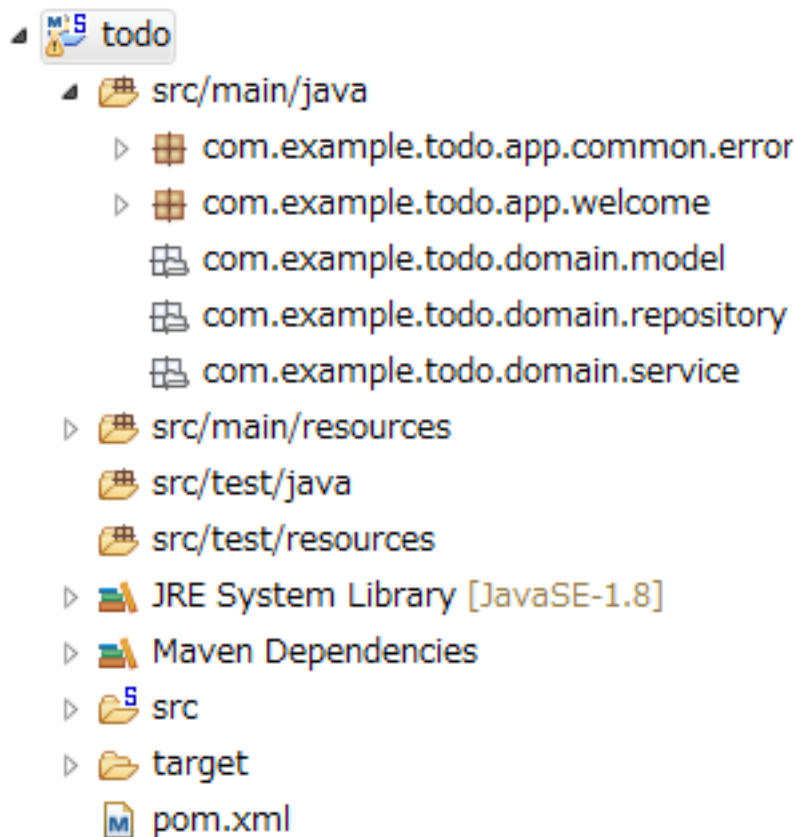 todo
src/main/java
com.example.todo.app.common.error
com.example.todo.app.welcome
com.example.todo.domain.model
com.example.todo.domain.repository
com.example.todo.domain.service
src/main/resources
src/test/java
src/test/resources
JRE System Library [JavaSE-1.8]
Maven Dependencies
src
target
pom.xml